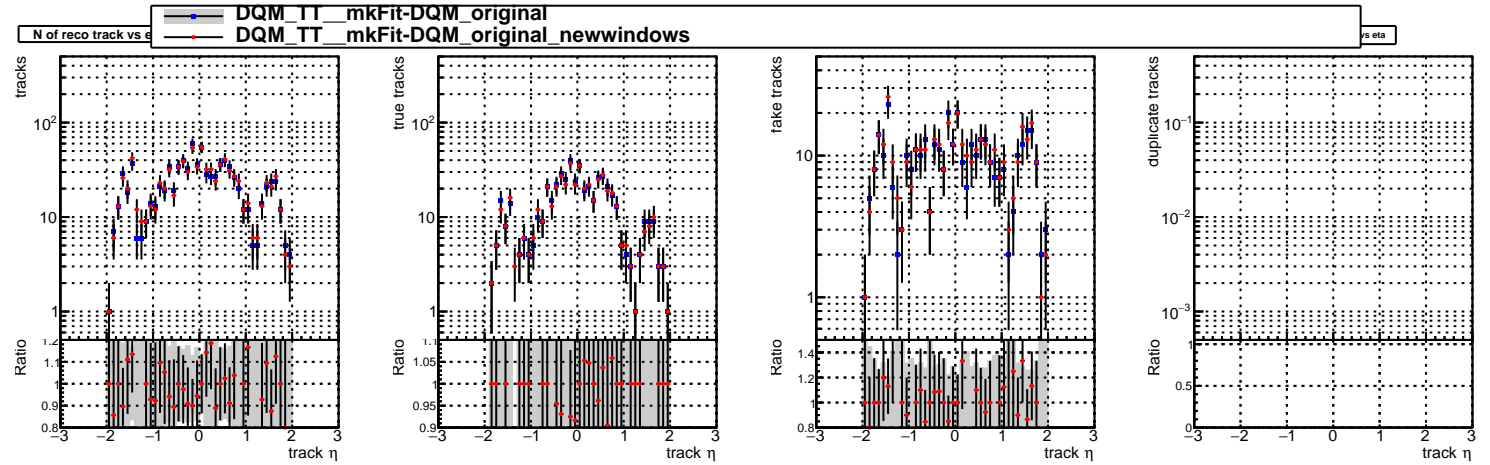 DQM_TT__mkFit-DQM_original
DQM_TT__mkFit-DQM_original_newwindows
N of reco track vs e
vs eta
tracks
10²
10
1
Ratio
1.2
1.1
1
0.9
0.8
−3 −2 −1 0 1 2 3
track η
true tracks
10²
10
1
Ratio
1.1
1.05
1
0.95
0.9
−3 −2 −1 0 1 2 3
track η
fake tracks
10
1
Ratio
1.4
1.2
1
0.8
−3 −2 −1 0 1 2 3
track η
duplicate tracks
10⁻¹
10⁻²
10⁻³
Ratio
1
0.5
0
−3 −2 −1 0 1 2 3
track η